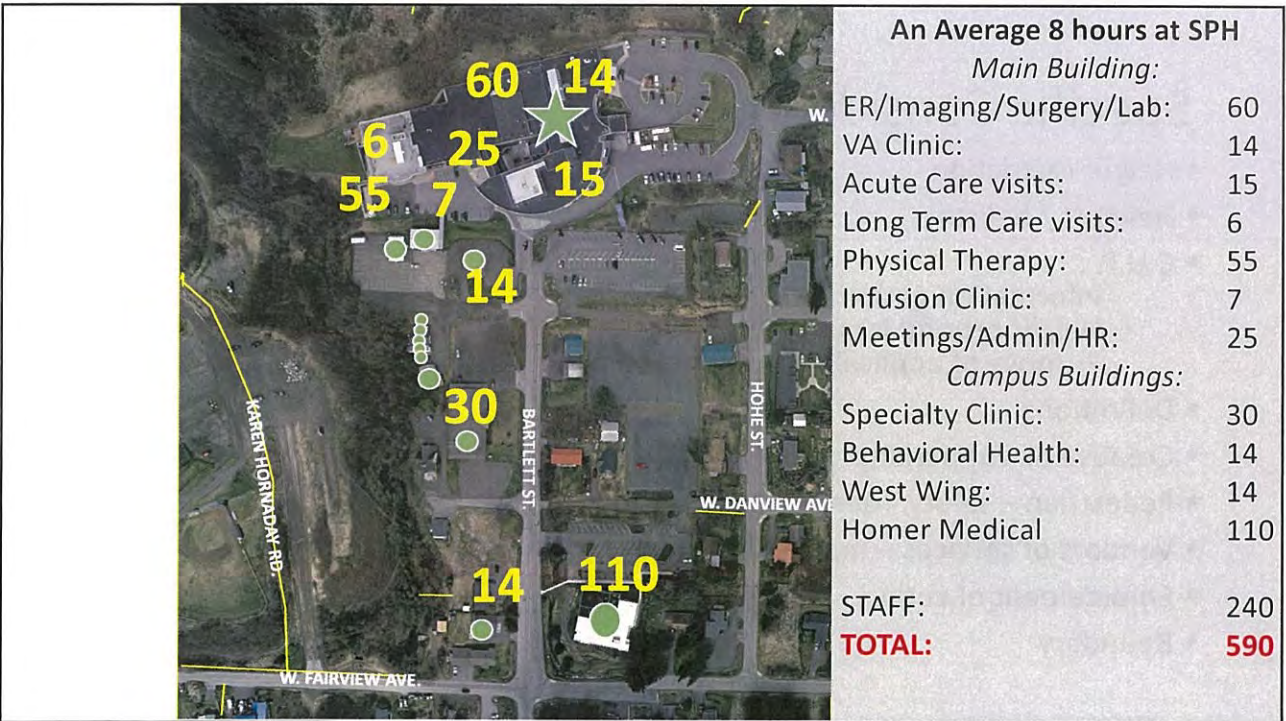 60
14
6
25
55
7
15
14
30
14
110
W.
KAREN HORNADAY RD.
BARTLETT ST.
HOHE ST.
W. DANVIEW AVE
W. FAIRVIEW AVE.
An Average 8 hours at SPH
Main Building:
ER/Imaging/Surgery/Lab: 60
VA Clinic: 14
Acute Care visits: 15
Long Term Care visits: 6
Physical Therapy: 55
Infusion Clinic: 7
Meetings/Admin/HR: 25
Campus Buildings:
Specialty Clinic: 30
Behavioral Health: 14
West Wing: 14
Homer Medical 110
STAFF: 240
TOTAL: 590